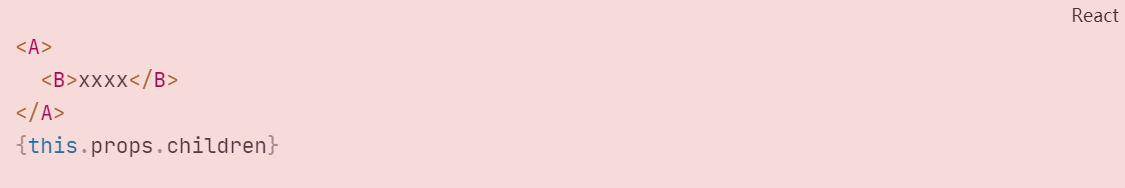 React
<A>
  <B>xxxx</B>
</A>
{this.props.children}